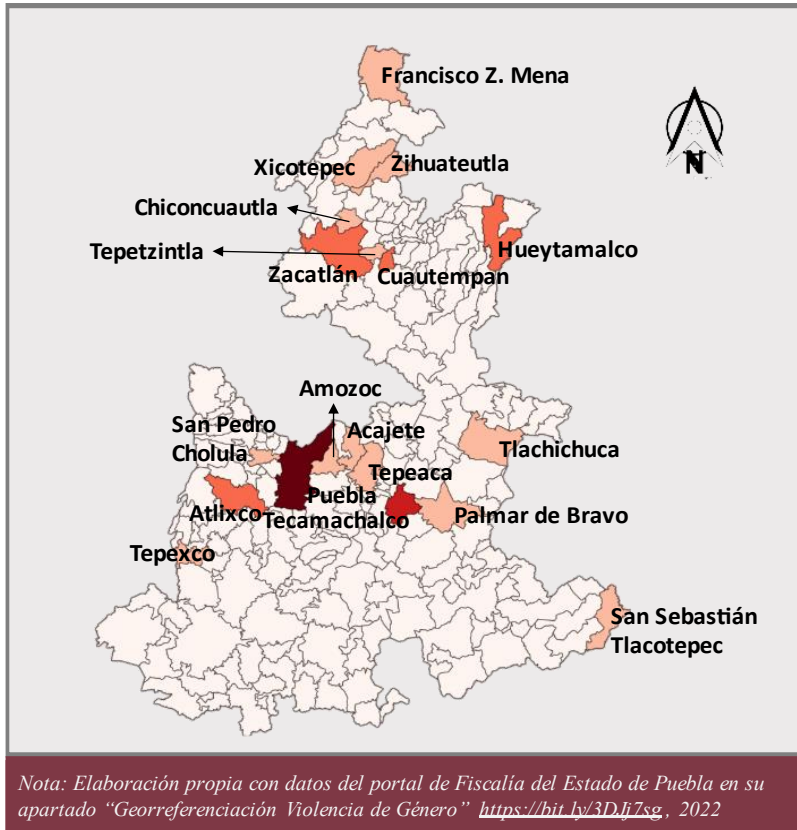 Francisco Z. Mena
N
Xicotepec
Zihuateutla
Chiconcuautla
Tepetzintla
Hueytamalco
Zacatlán
Cuautempan
Amozoc
San Pedro
Cholula
Acajete
Tlachichuca
Tepeaca
Puebla
Atlixco
Tecamachalco
Palmar de Bravo
Tepexco
San Sebastián
Tlacotepec
Nota: Elaboración propia con datos del portal de Fiscalía del Estado de Puebla en su
apartado “Georreferenciación Violencia de Género” https://bit.ly/3DJj7sg , 2022